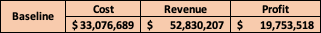 Baseline Cost Revenue Profit
$33,076,689 $ 52,830,207 $ 19,753,518